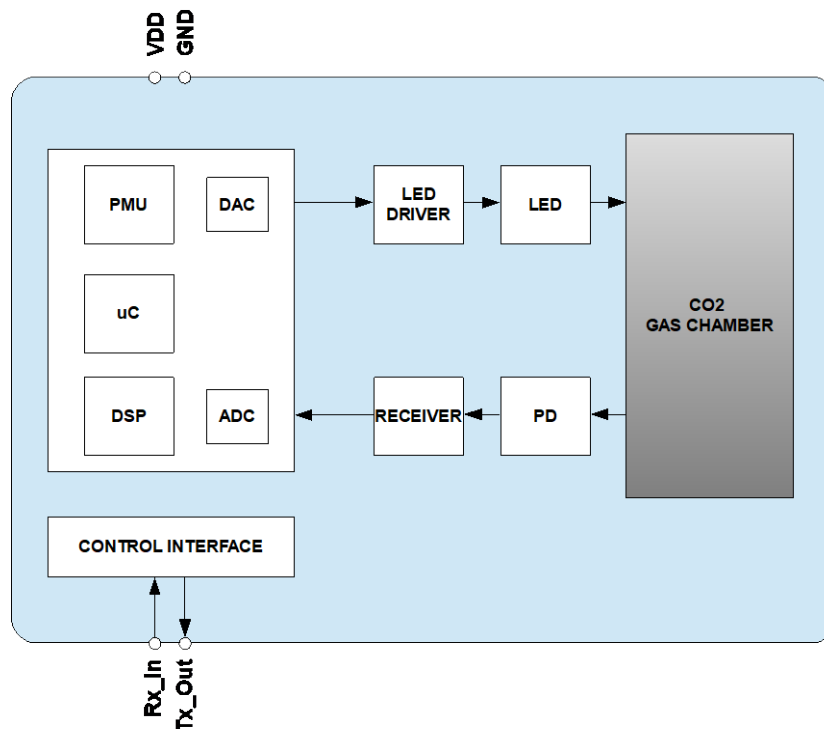 VDD
GND
PMU
DAC
LED
DRIVER
LED
CO2
GAS CHAMBER
uC
DSP
ADC
RECEIVER
PD
CONTROL INTERFACE
Rx_In
Tx_Out